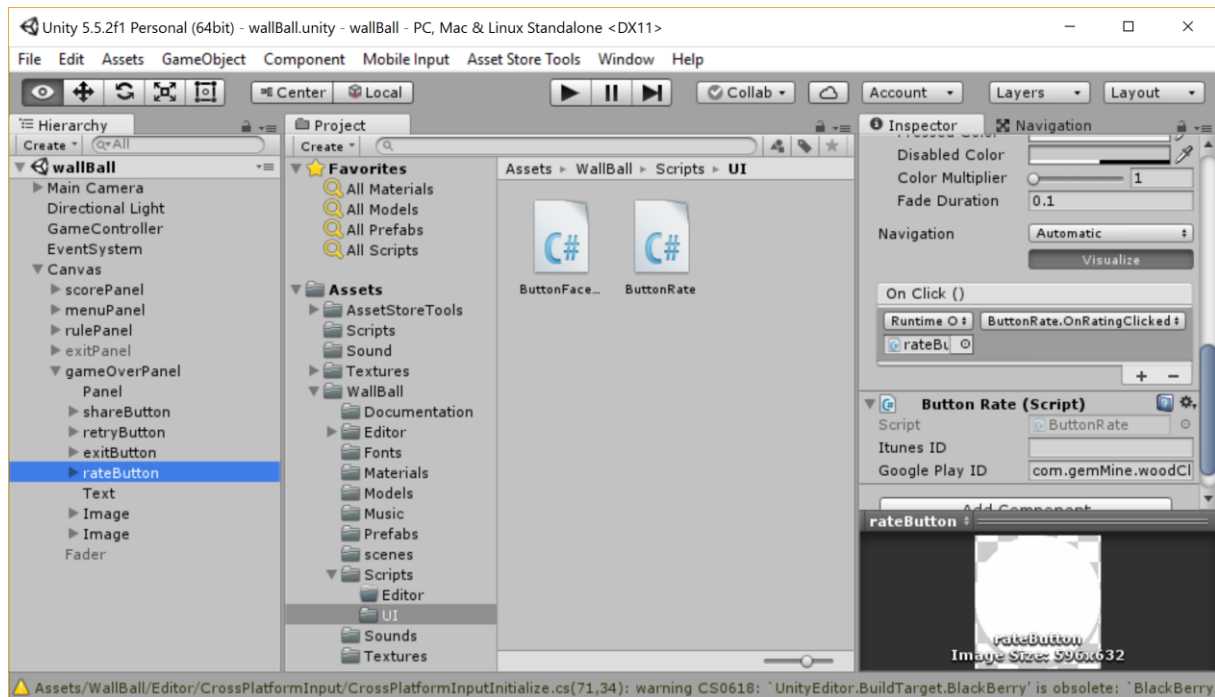 Unity 5.5.2f1 Personal (64bit) - wallBall.unity - wallBall - PC, Mac & Linux Standalone <DX11>
File Edit Assets GameObject Component Mobile Input Asset Store Tools Window Help
Center Local Collab Account Layers Layout
Hierarchy
Create All
wallBall
Main Camera
Directional Light
GameController
EventSystem
Canvas
scorePanel
menuPanel
rulePanel
exitPanel
gameOverPanel
Panel
shareButton
retryButton
exitButton
rateButton
Text
Image
Image
Fader
Project
Create
Favorites
All Materials
All Models
All Prefabs
All Scripts
Assets
AssetStoreTools
Scripts
Sound
Textures
WallBall
Documentation
Editor
Fonts
Materials
Models
Music
Prefabs
scenes
Scripts
Editor
UI
Sounds
Textures
Assets WallBall Scripts UI
C# C#
ButtonFace... ButtonRate
Inspector Navigation
Pressed Color
Disabled Color
Color Multiplier 1
Fade Duration 0.1
Navigation Automatic
Visualize
On Click ()
Runtime O ButtonRate.OnRatingClicked
rateBu
+ -
Button Rate (Script)
Script ButtonRate
Itunes ID
Google Play ID com.gemMine.woodCl
Add Component
rateButton
rateButton
Image Size: 596x632
Assets/WallBall/Editor/CrossPlatformInput/CrossPlatformInputInitialize.cs(71,34): warning CS0618: `UnityEditor.BuildTarget.BlackBerry' is obsolete: `BlackBerry